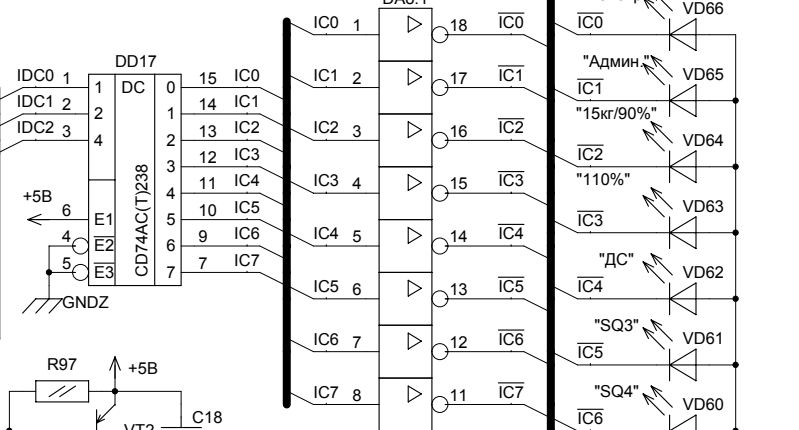 VD66
IC0 1
18 IC0
IC0
DD17
"Админ."
VD65
IDC0 1
1 DC 0
15 IC0
IC1 2
17 IC1
IC1
IDC1 2
2
1
14 IC1
"15кг/90%"
IDC2 3
4
2
13 IC2
IC2 3
16 IC2
VD64
IC2
3
12 IC3
"110%"
+5В
4
11 IC4
IC3 4
15 IC3
VD63
6
E1
CD74AC(T)238
5
10 IC5
IC3
4
E2
6
9 IC6
IC4 5
14 IC4
"ДС"
5
E3
7
7 IC7
VD62
GNDZ
IC5 6
13 IC5
IC4
"SQ3"
VD61
IC6 7
12 IC6
IC5
R97
+5В
"SQ4"
IC7 8
11 IC7
VD60
C18
IC6